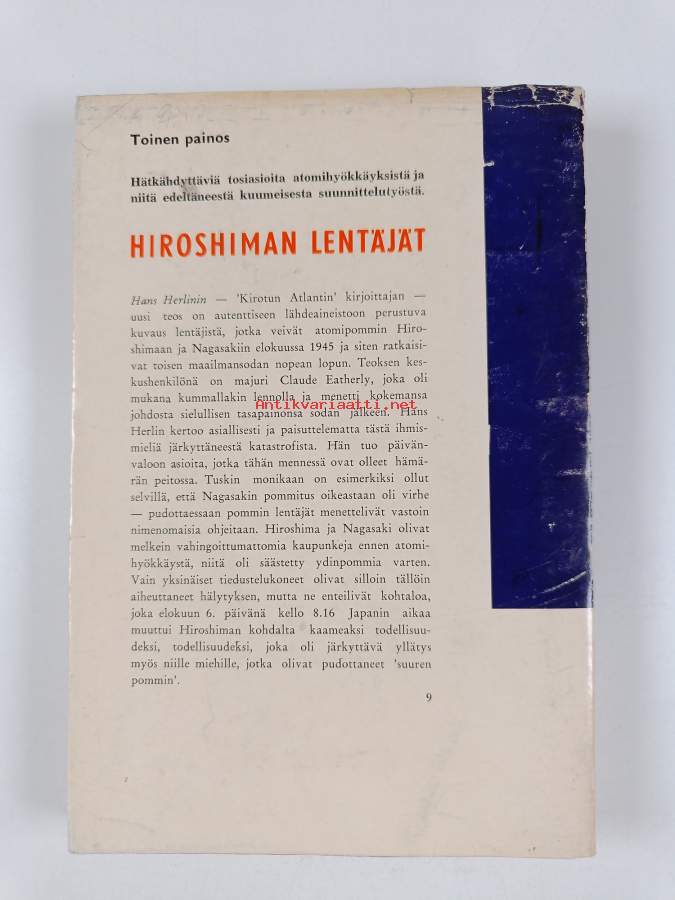 Toinen painos
Hätkähdyttäviä tosiasioita atomihyökkäyksistä ja
niitä edeltäneestä kuumeisesta suunnittelutyöstä.
HIROSHIMAN LENTÄJÄT
Hans Herlinin — 'Kirotun Atlantin' kirjoittajan —
uusi teos on autenttiseen lähdeaineistoon perustuva
kuvaus lentäjistä, jotka veivät atomipommin Hiro-
shimaan ja Nagasakiin elokuussa 1945 ja siten ratkaisi-
vat toisen maailmansodan nopean lopun. Teoksen kes-
kushenkilönä on majuri Claude Eatherly, joka oli
mukana kummallakin lennolla ja menetti kokemansa
Antikvariaatti.net
johdosta sielullisen tasapainonsa sodan jälkeen. Hans
Herlin kertoo asiallisesti ja paisuttelematta tästä ihmis-
mieliä järkyttäneestä katastrofista. Hän tuo päivän-
valoon asioita, jotka tähän mennessä ovat olleet hämä-
rän peitossa. Tuskin monikaan on esimerkiksi ollut
selvillä, että Nagasakin pommitus oikeastaan oli virhe
— pudottaessaan pommin lentäjät menettelivät vastoin
nimenomaisia ohjeitaan. Hiroshima ja Nagasaki olivat
melkein vahingoittumattomia kaupunkeja ennen atomi-
hyökkäystä, niitä oli säästetty ydinpommia varten.
Vain yksinäiset tiedustelukoneet olivat silloin tällöin
aiheuttaneet hälytyksen, mutta ne enteilivät kohtaloa,
joka elokuun 6. päivänä kello 8.16 Japanin aikaa
muuttui Hiroshiman kohdalta kaameaksi todellisuu-
deksi, todellisuudeksi, joka oli järkyttävä yllätys
myös niille miehille, jotka olivat pudottaneet 'suuren
pommin'.
9